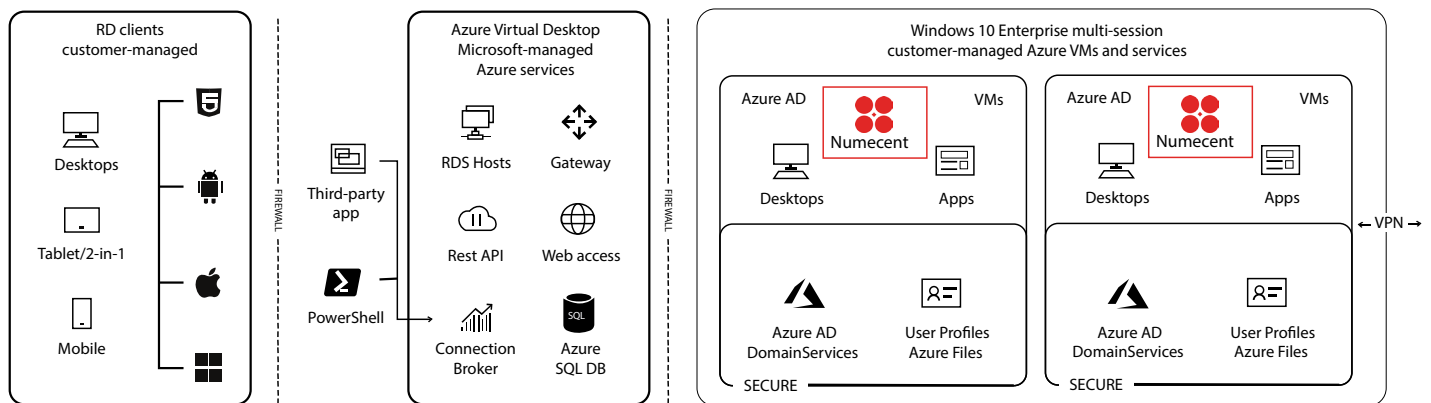 RD clients
customer-managed
Desktops
Tablet/2-in-1
Mobile
FIREWALL
Third-party
app
PowerShell
Azure Virtual Desktop
Microsoft-managed
Azure services
RDS Hosts
Gateway
Rest API
Web access
SQL
Connection
Broker
Azure
SQL DB
FIREWALL
Windows 10 Enterprise multi-session
customer-managed Azure VMs and services
Azure AD
VMs
Numecent
Desktops
Apps
Azure AD
DomainServices
User Profiles
Azure Files
SECURE
Azure AD
VMs
Numecent
Desktops
Apps
Azure AD
DomainServices
User Profiles
Azure Files
SECURE
VPN